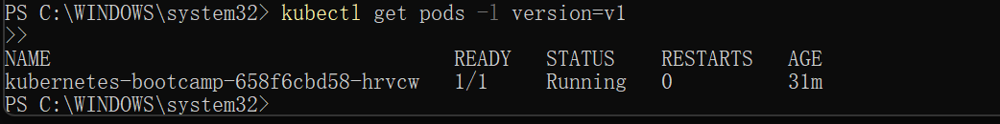 PS C:\WINDOWS\system32> kubectl get pods -l version=v1
>>
NAME READY STATUS RESTARTS AGE
kubernetes-bootcamp-658f6cbd58-hrvcw 1/1 Running 0 31m
PS C:\WINDOWS\system32>